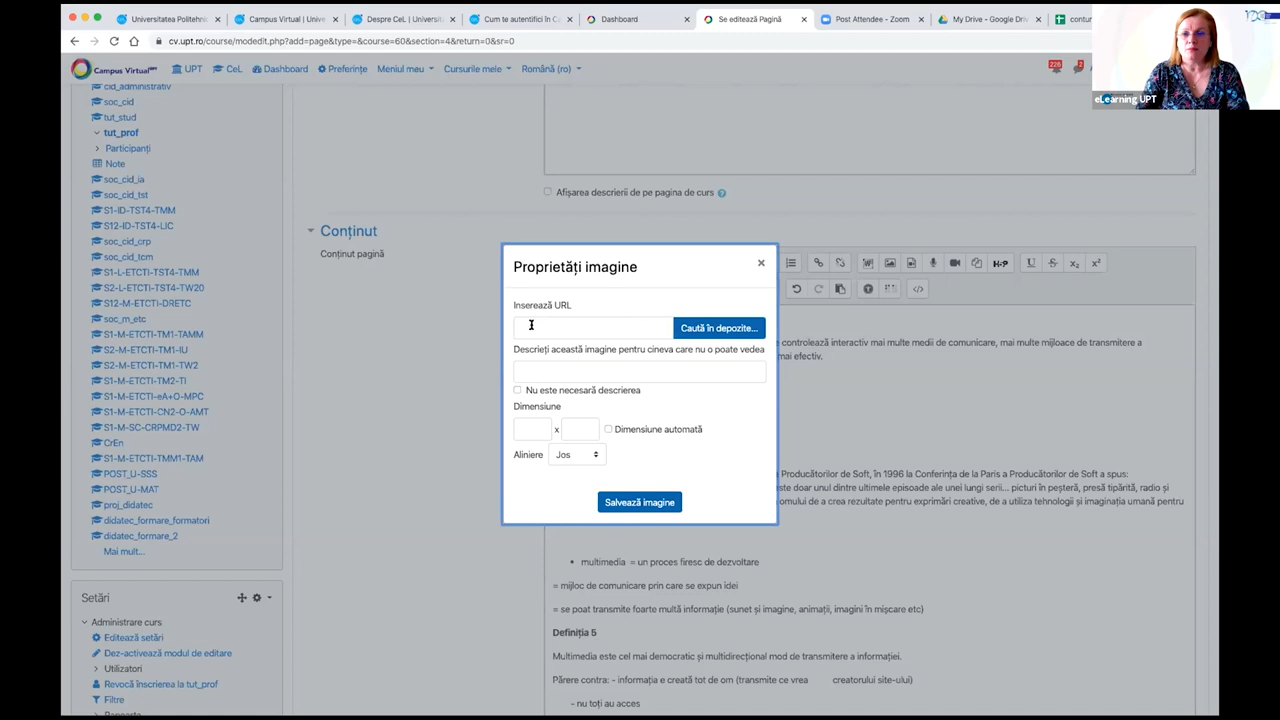 Universitatea Politehnic
Campus Virtual | Unive
Despre CeL | Universita
Cum te autentifici în C
Dashboard
Se editează Pagină
Post Attendee - Zoom
My Drive - Google Dri
contur
cv.upt.ro/course/modedit.php?add=page&type=&course=60&section=4&return=0&sr=0
Campus Virtual
UPT
CeL
Dashboard
Preferințe
Meniul meu
Cursurile mele
Română (ro)
226
2
eLearning UPT
cid_administrativ
soc_cid
tut_stud
tut_prof
Participanți
Note
soc_cid_ia
soc_cid_tst
S1-ID-TST4-TMM
S12-ID-TST4-LIC
soc_cid_crp
soc_cid_tcm
S1-L-ETCTI-TST4-TMM
S2-L-ETCTI-TST4-TW20
S12-M-ETCTI-DRETC
soc_m_etc
S1-M-ETCTI-TM1-TAMM
S2-M-ETCTI-TM1-IU
S2-M-ETCTI-TM1-TW2
S1-M-ETCTI-TM2-TI
S1-M-ETCTI-eA+O-MPC
S1-M-ETCTI-CN2-O-AMT
S1-M-SC-CRPMD2-TW
CrEn
S1-M-ETCTI-TMM1-TAM
POST_U-SSS
POST_U-MAT
proj_didatec
didatec_formare_formatori
didatec_formare_2
Mai mult...
Setări
Administrare curs
Editează setări
Dez-activează modul de editare
Utilizatori
Revocă înscrierea la tut_prof
Filtre
Afișarea descrierii de pe pagina de curs
Conținut
Conținut pagină
Proprietăți imagine
×
Inserează URL
Caută în depozite...
Descrieți această imagine pentru cineva care nu o poate vedea
Nu este necesară descrierea
Dimensiune
x
Dimensiune automată
Aliniere
Jos
Salvează imagine
H-P
e controlează interactiv mai multe medii de comunicare, mai multe mijloace de transmitere a
mai efectiv.
Producătorilor de Soft, în 1996 la Conferința de la Paris a Producătorilor de Soft a spus:
este doar unul dintre ultimele episoade ale unei lungi serii... picturi în peșteră, presă tipărită, radio și
omului de a crea rezultate pentru exprimări creative, de a utiliza tehnologii și imaginația umană pentru
• multimedia = un proces firesc de dezvoltare
= mijloc de comunicare prin care se expun idei
= se poat transmite foarte multă informație (sunet și imagine, animații, imagini în mișcare etc)
Definiția 5
Multimedia este cel mai democratic și multidirecțional mod de transmitere a informației.
Părere contra: - informația e creată tot de om (transmite ce vrea creatorului site-ului)
- nu toți au acces